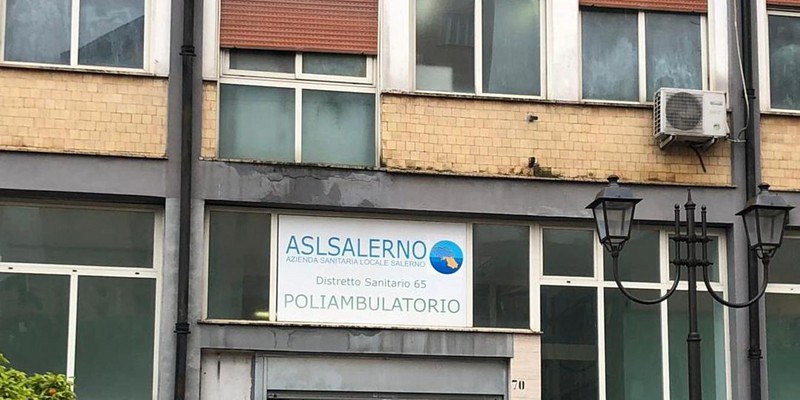 ASLSALERNO
AZIENDA SANITARIA LOCALE SALERNO
Distretto Sanitario 65
POLIAMBULATORIO
70